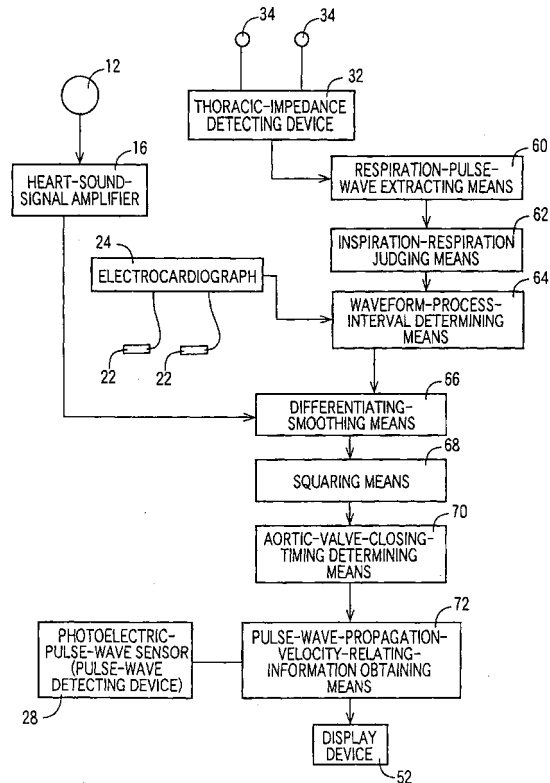 34
34
12
32
THORACIC-IMPEDANCE
DETECTING DEVICE
16
HEART-SOUND-
SIGNAL AMPLIFIER
60
RESPIRATION-PULSE-
WAVE EXTRACTING MEANS
62
INSPIRATION-RESPIRATION
JUDGING MEANS
24
ELECTROCARDIOGRAPH
64
WAVEFORM-PROCESS-
INTERVAL DETERMINING
MEANS
22
22
66
DIFFERENTIATING-
SMOOTHING MEANS
68
SQUARING MEANS
70
AORTIC-VALVE-CLOSING-
TIMING DETERMINING
MEANS
72
PULSE-WAVE-PROPAGATION-
VELOCITY-RELATING-
INFORMATION OBTAINING
MEANS
PHOTOELECTRIC-
PULSE-WAVE SENSOR
(PULSE-WAVE
DETECTING DEVICE)
28
DISPLAY
DEVICE
52